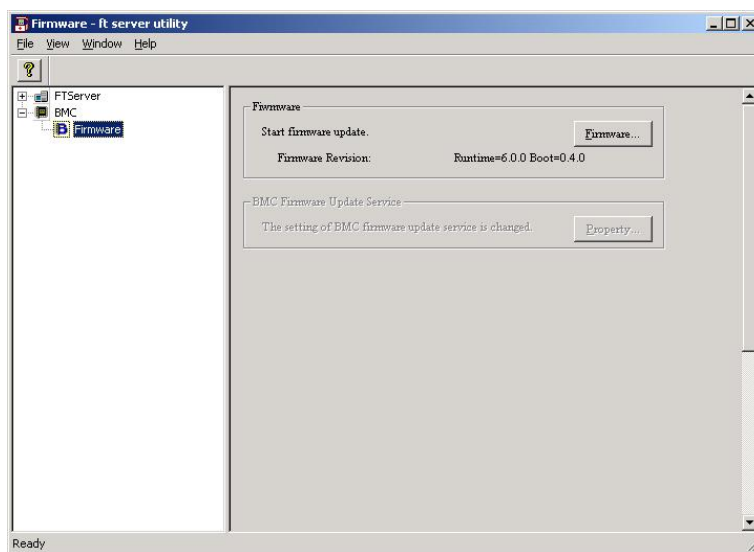 Firmware - ft server utility
File View Window Help
FTServer
BMC
Firmware
Fiwmware
Start firmware update.
Firmware...
Firmware Revision: Runtime=6.0.0 Boot=0.4.0
BMC Firmware Update Service
The setting of BMC firmware update service is changed.
Property...
Ready